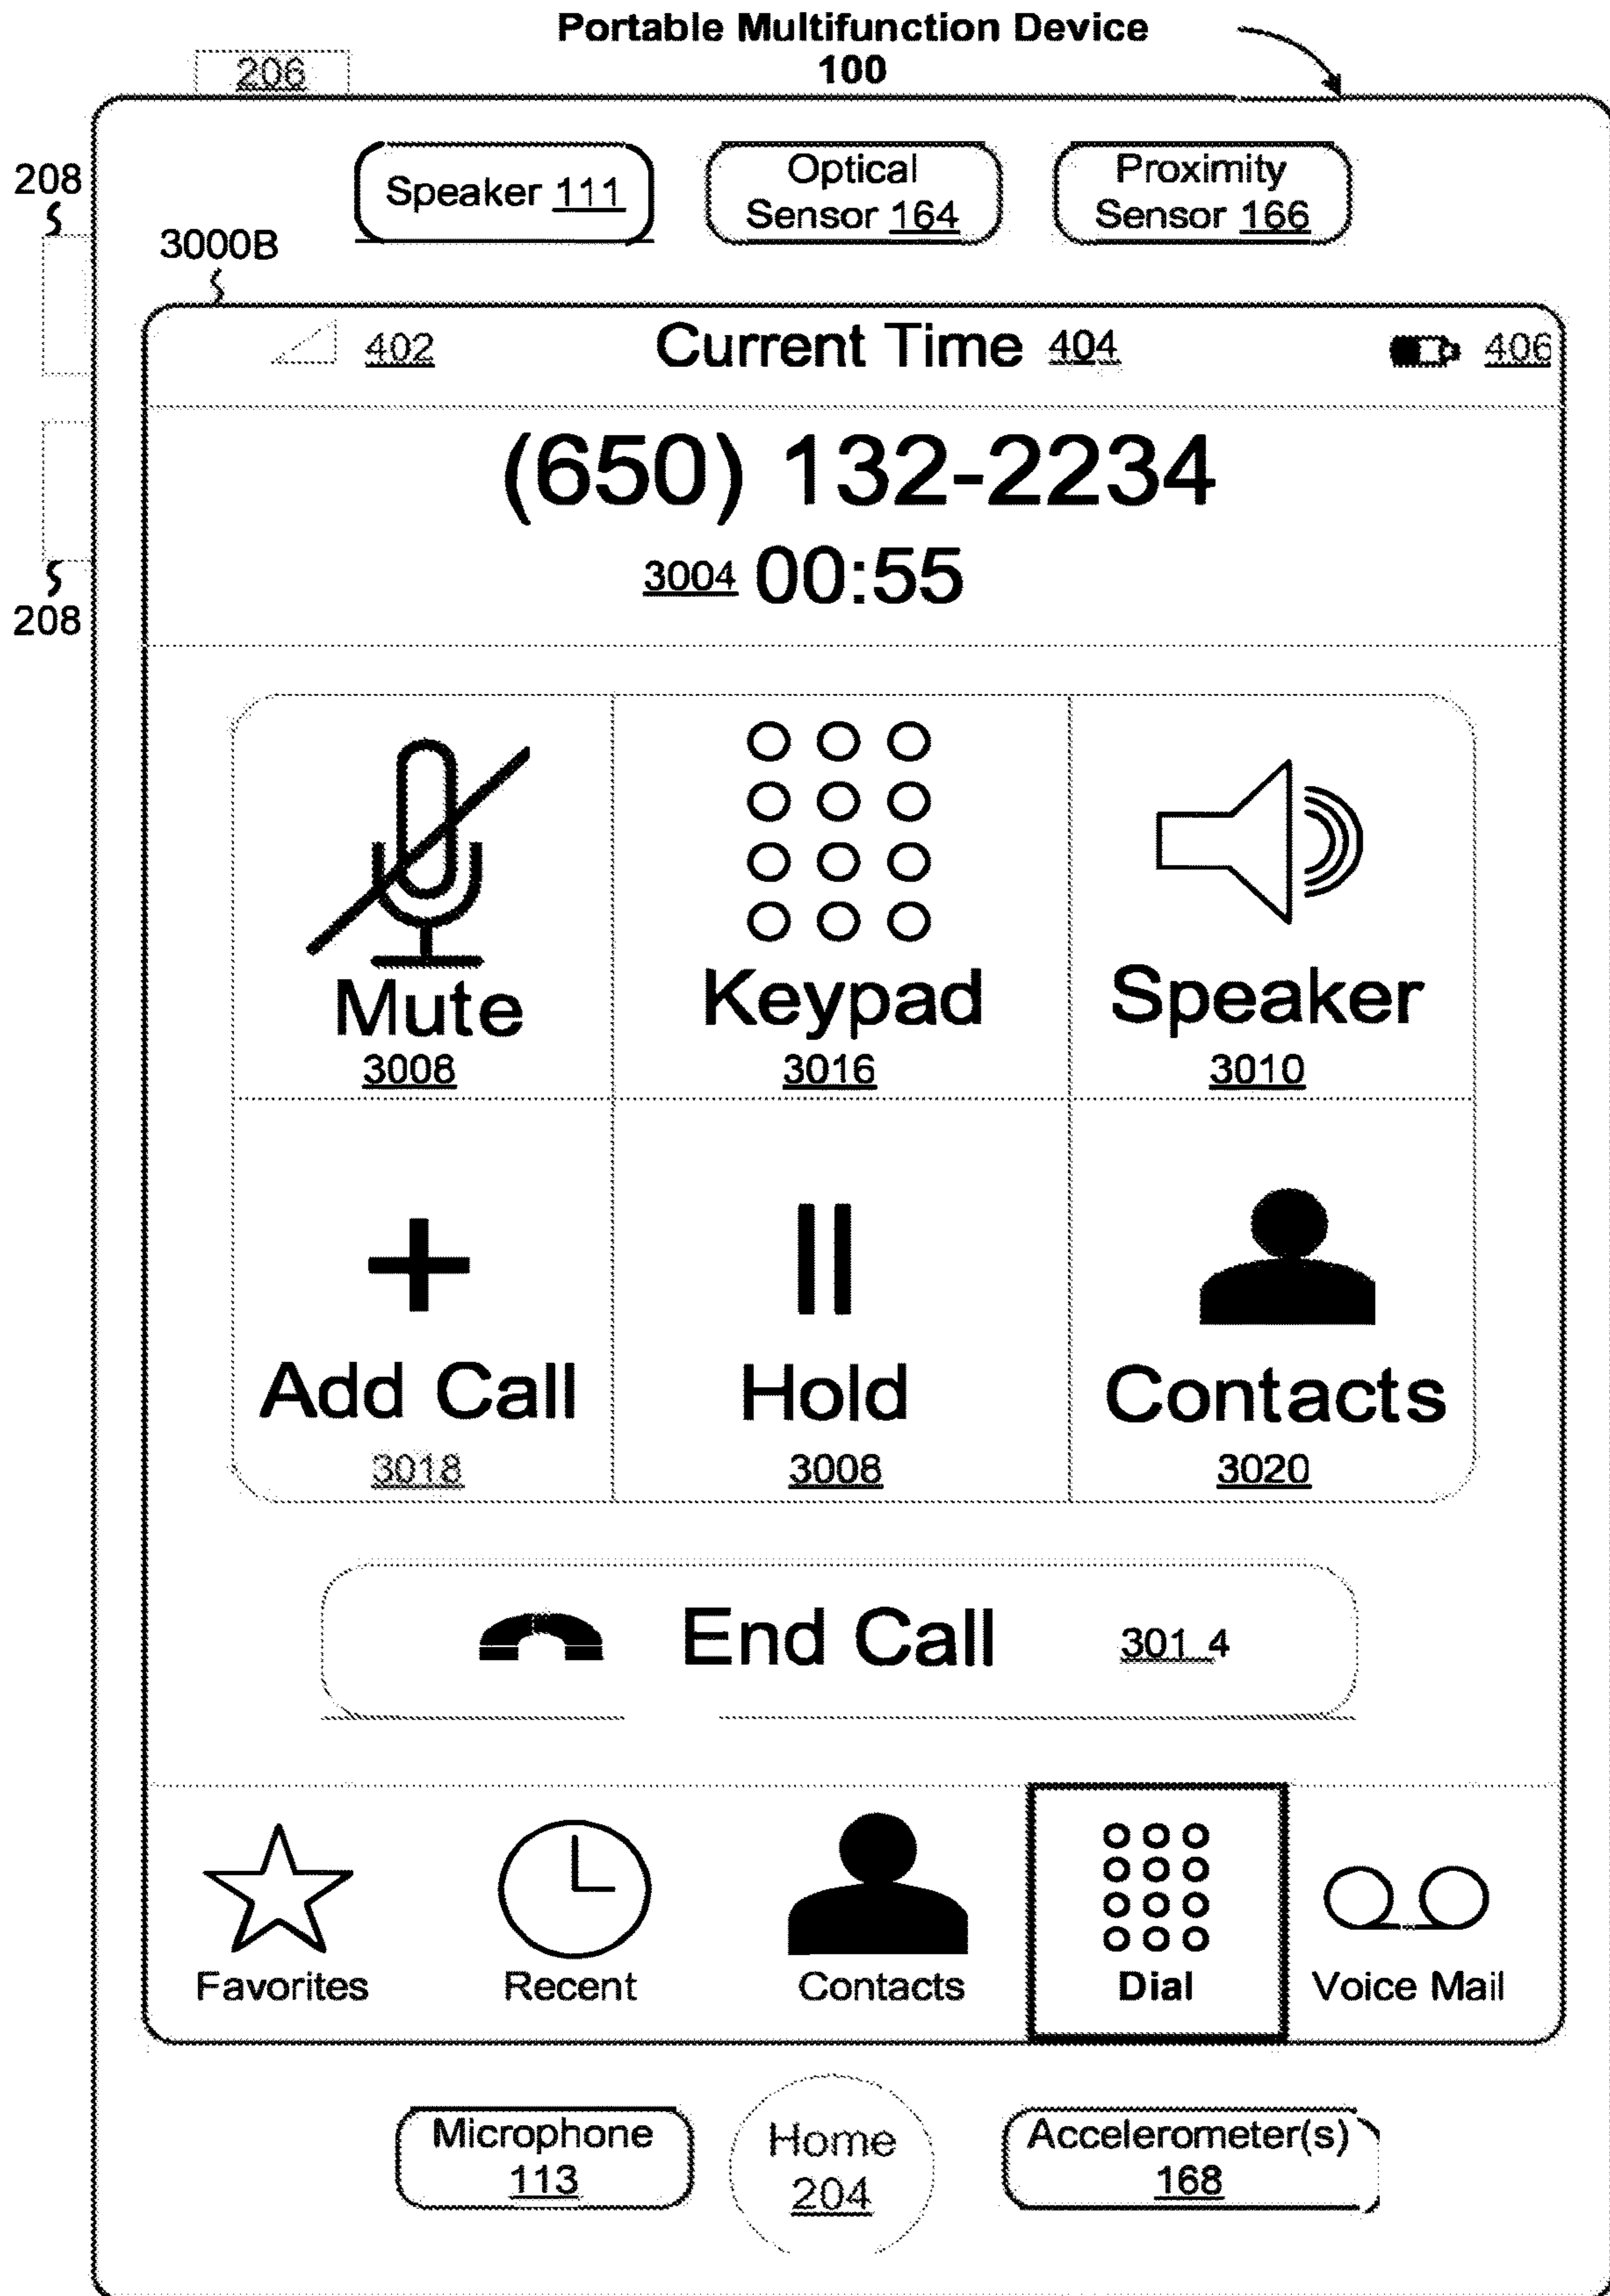 Portable Multifunction Device
100
206
208
Speaker 111
Optical
Sensor 164
Proximity
Sensor 166
3000B
402
Current Time 404
406
(650) 132-2234
3004 00:55
208
Mute
3008
Keypad
3016
Speaker
3010
Add Call
3018
Hold
3008
Contacts
3020
End Call 301 4
Favorites
Recent
Contacts
Dial
Voice Mail
Microphone
113
Home
204
Accelerometer(s)
168